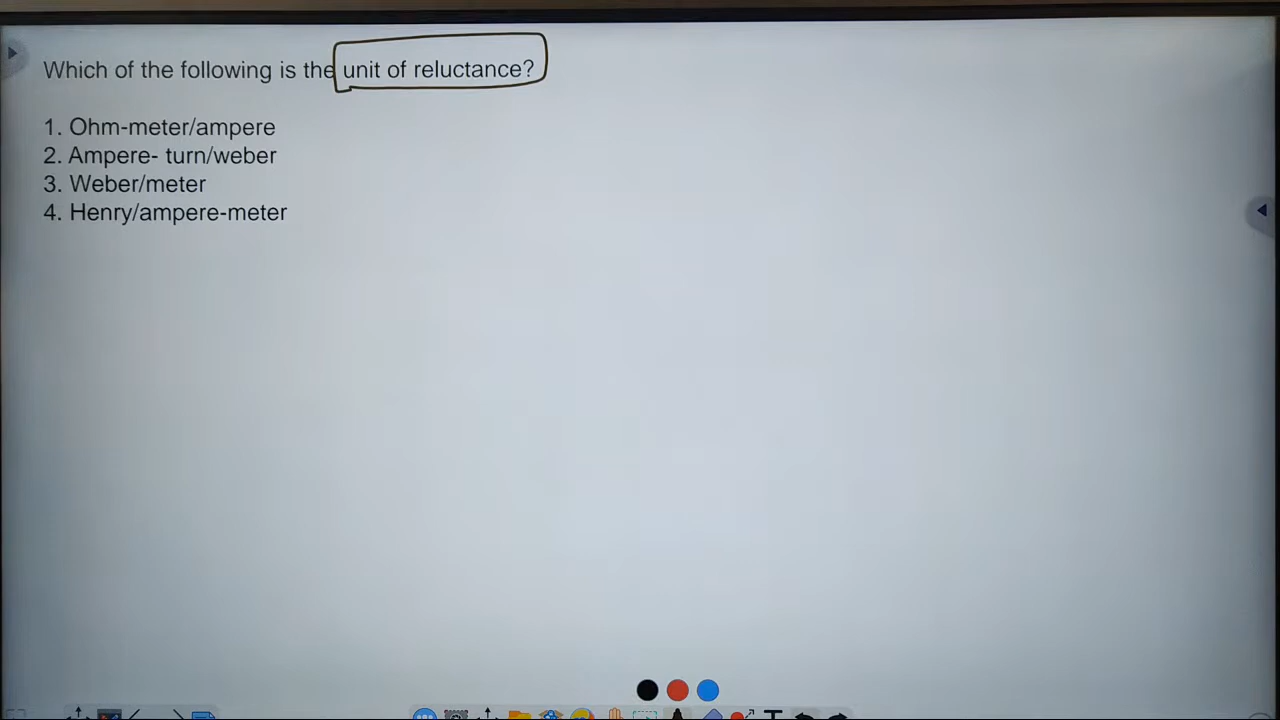 Which of the following is the unit of reluctance?
1. Ohm-meter/ampere
2. Ampere- turn/weber
3. Weber/meter
4. Henry/ampere-meter